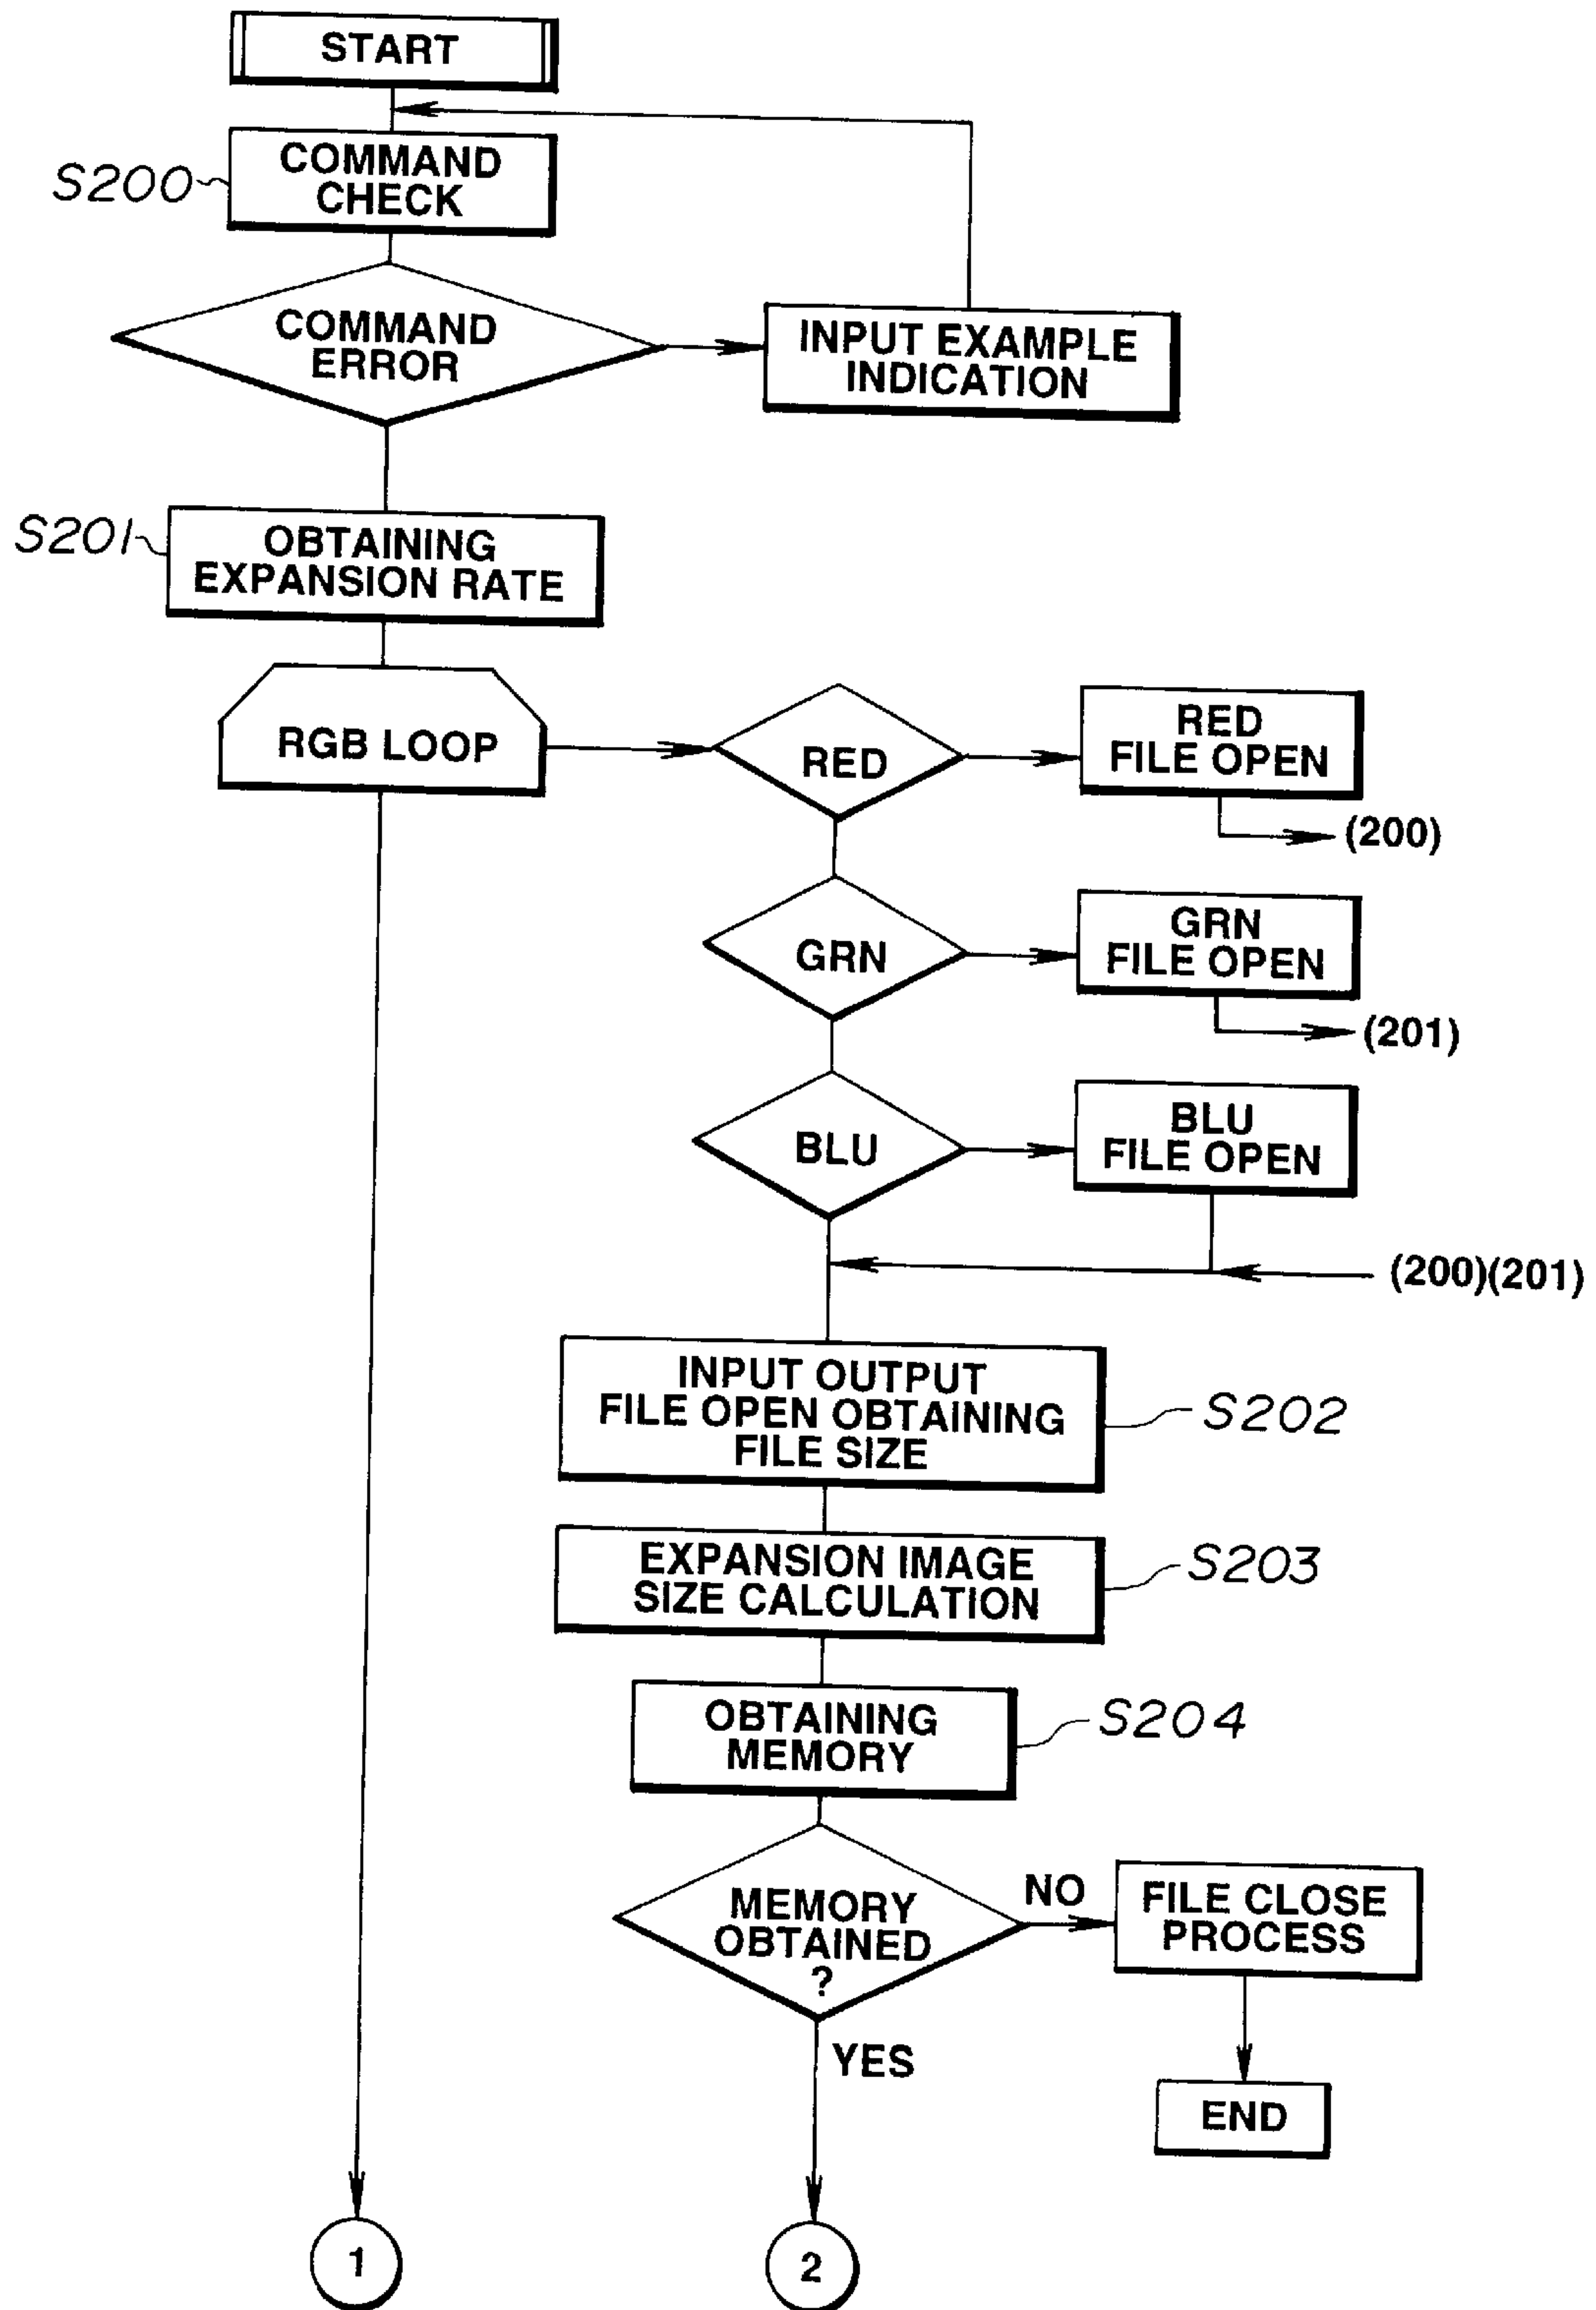 START
S200
COMMAND
CHECK
COMMAND
ERROR
INPUT EXAMPLE
INDICATION
S201
OBTAINING
EXPANSION RATE
RGB LOOP
RED
RED
FILE OPEN
(200)
GRN
GRN
FILE OPEN
(201)
BLU
BLU
FILE OPEN
(200)(201)
INPUT OUTPUT
FILE OPEN OBTAINING
FILE SIZE
S202
EXPANSION IMAGE
SIZE CALCULATION
S203
OBTAINING
MEMORY
S204
MEMORY
OBTAINED
?
NO
FILE CLOSE
PROCESS
YES
END
1
2